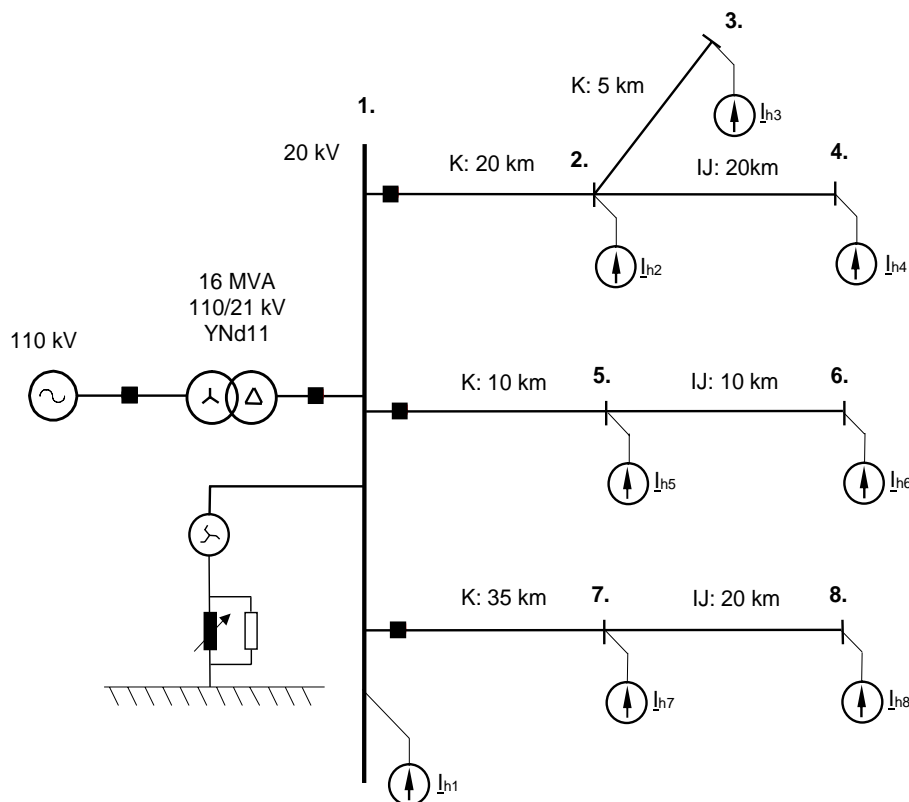 3.
K: 5 km
1.
Ih3
20 kV
K: 20 km
2.
IJ: 20km
4.
Ih2
Ih4
16 MVA
110/21 kV
YNd11
110 kV
K: 10 km
5.
IJ: 10 km
6.
Ih5
Ih6
K: 35 km
7.
IJ: 20 km
8.
Ih7
Ih8
Ih1